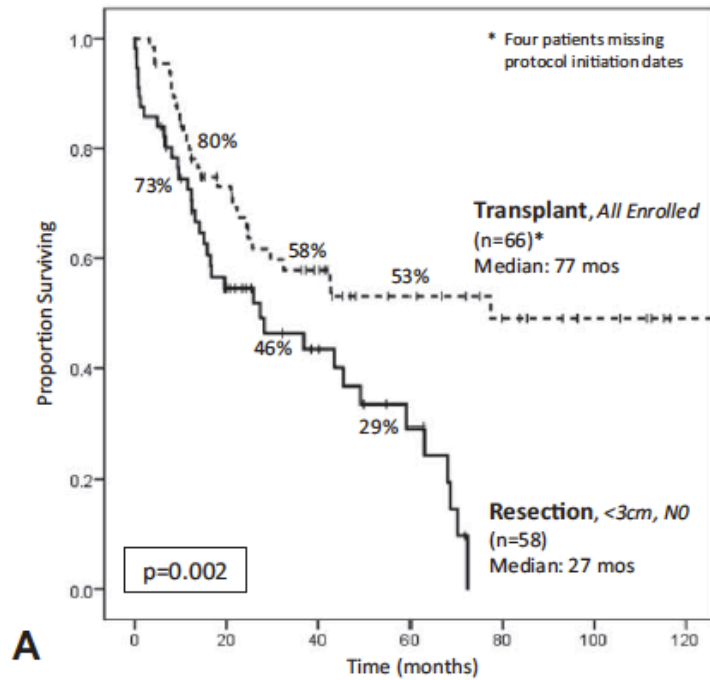 * Four patients missing
protocol initiation dates
1.0
0.8
0.6
0.4
0.2
0.0
Proportion Surviving
80%
73%
58%
53%
46%
29%
Transplant, All Enrolled
(n=66)*
Median: 77 mos
Resection, <3cm, N0
(n=58)
Median: 27 mos
p=0.002
0 20 40 60 80 100 120
Time (months)
A